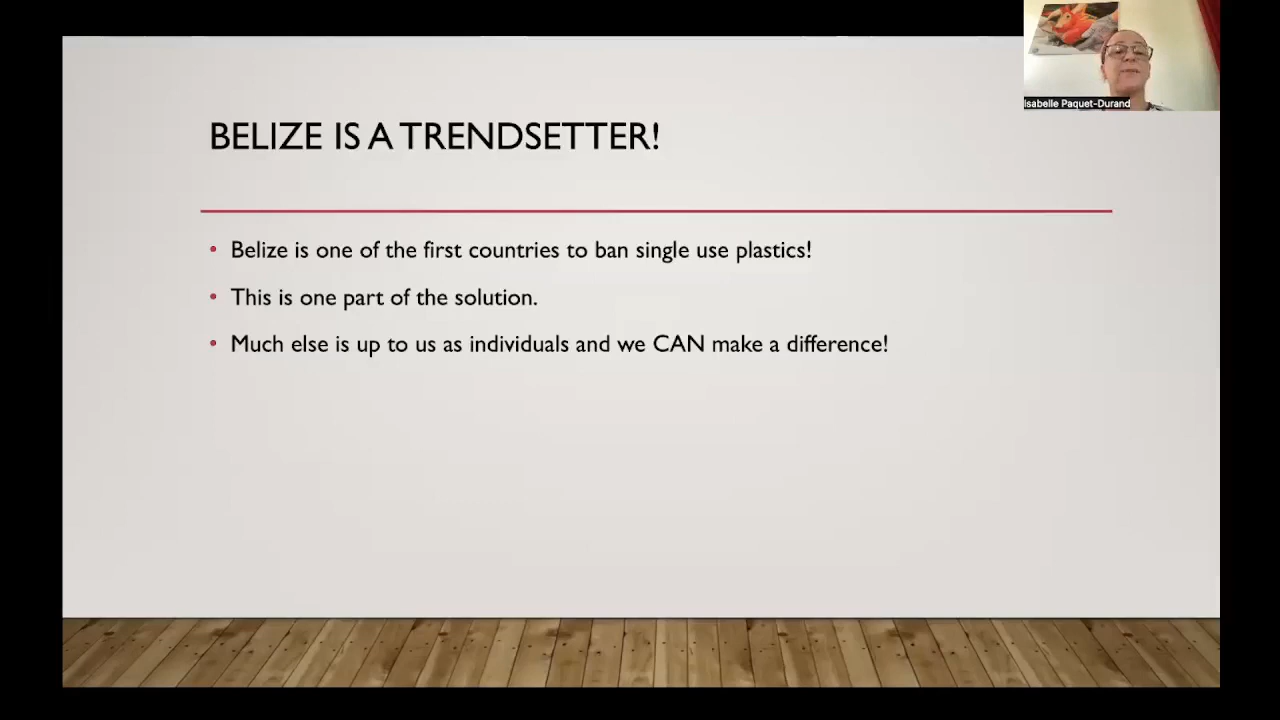 Isabelle Paquet-Durand
BELIZE IS A TRENDSETTER!
• Belize is one of the first countries to ban single use plastics!
• This is one part of the solution.
• Much else is up to us as individuals and we CAN make a difference!